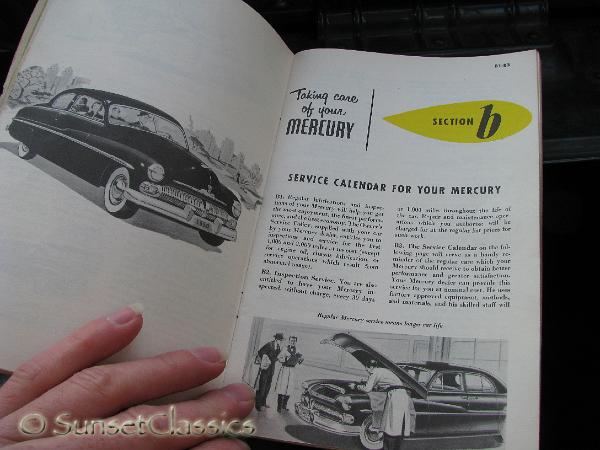 B1-B3
Taking care
of your
MERCURY
SECTION b
SERVICE CALENDAR FOR YOUR MERCURY
B1. Regular lubrications and inspec-
tions of your Mercury will help you get
the most enjoyment, the finest perform-
ance, and utmost economy. The Owner's
Service Policy, supplied with your car
by your Mercury dealer, entitles you to
inspections and service for the first
1,000 and 2,000 miles at no cost (except
for engine oil, chassis lubrication, or
service operations which result from
abnormal usage).
B2. Inspection Service. You are also
entitled to have your Mercury in-
spected, without charge, every 30 days
or 1,000 miles throughout the life of
the car. Repair and maintenance oper-
ations which you authorize will be
charged for at the regular list prices for
such work.
B3. The Service Calendar on the fol-
lowing page will serve as a handy re-
minder of the regular care which your
Mercury should receive to obtain better
performance and greater satisfaction.
Your Mercury dealer can provide this
service for you at nominal cost. He uses
factory approved equipment, methods,
and materials, and his skilled staff will
Regular Mercury service means longer car life.
1950
© SunsetClassics